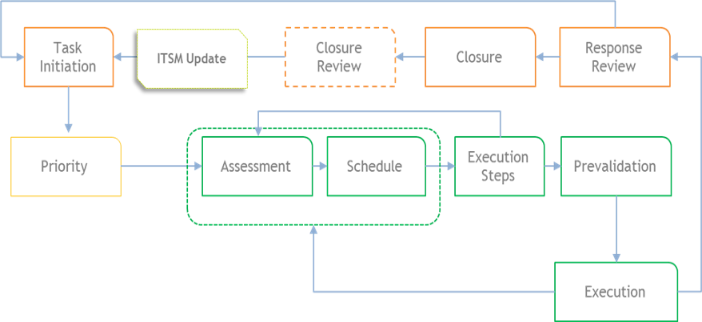 Task
Initiation
ITSM Update
Closure
Review
Closure
Response
Review
Priority
Assessment
Schedule
Execution
Steps
Prevalidation
Execution